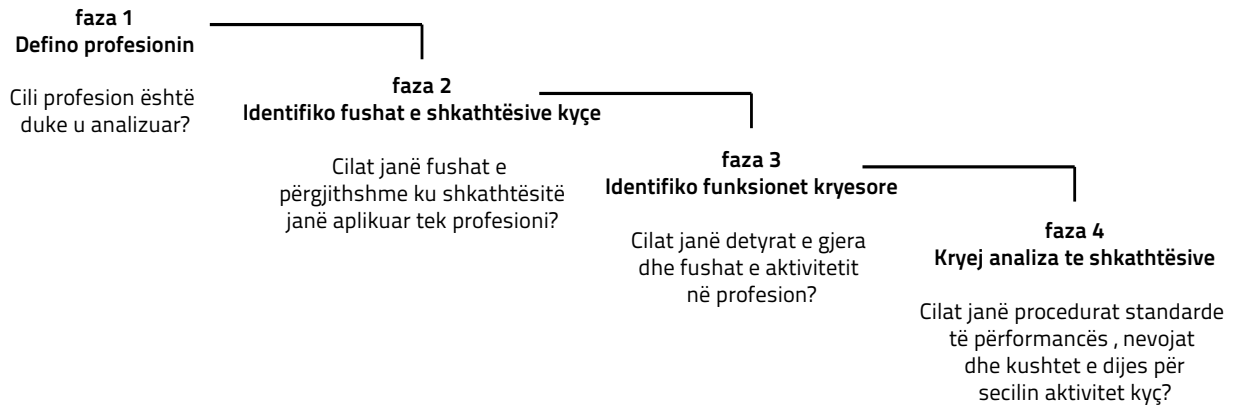 faza 1
Defino profesionin
Cili profesion është
duke u analizuar?
faza 2
Identifiko fushat e shkathtësive kyçe
Cilat janë fushat e
përgjithshme ku shkathtësitë
janë aplikuar tek profesioni?
faza 3
Identifiko funksionet kryesore
Cilat janë detyrat e gjera
dhe fushat e aktivitetit
në profesion?
faza 4
Kryej analiza te shkathtësive
Cilat janë procedurat standarde
të përformancës , nevojat
dhe kushtet e dijes për
secilin aktivitet kyç?